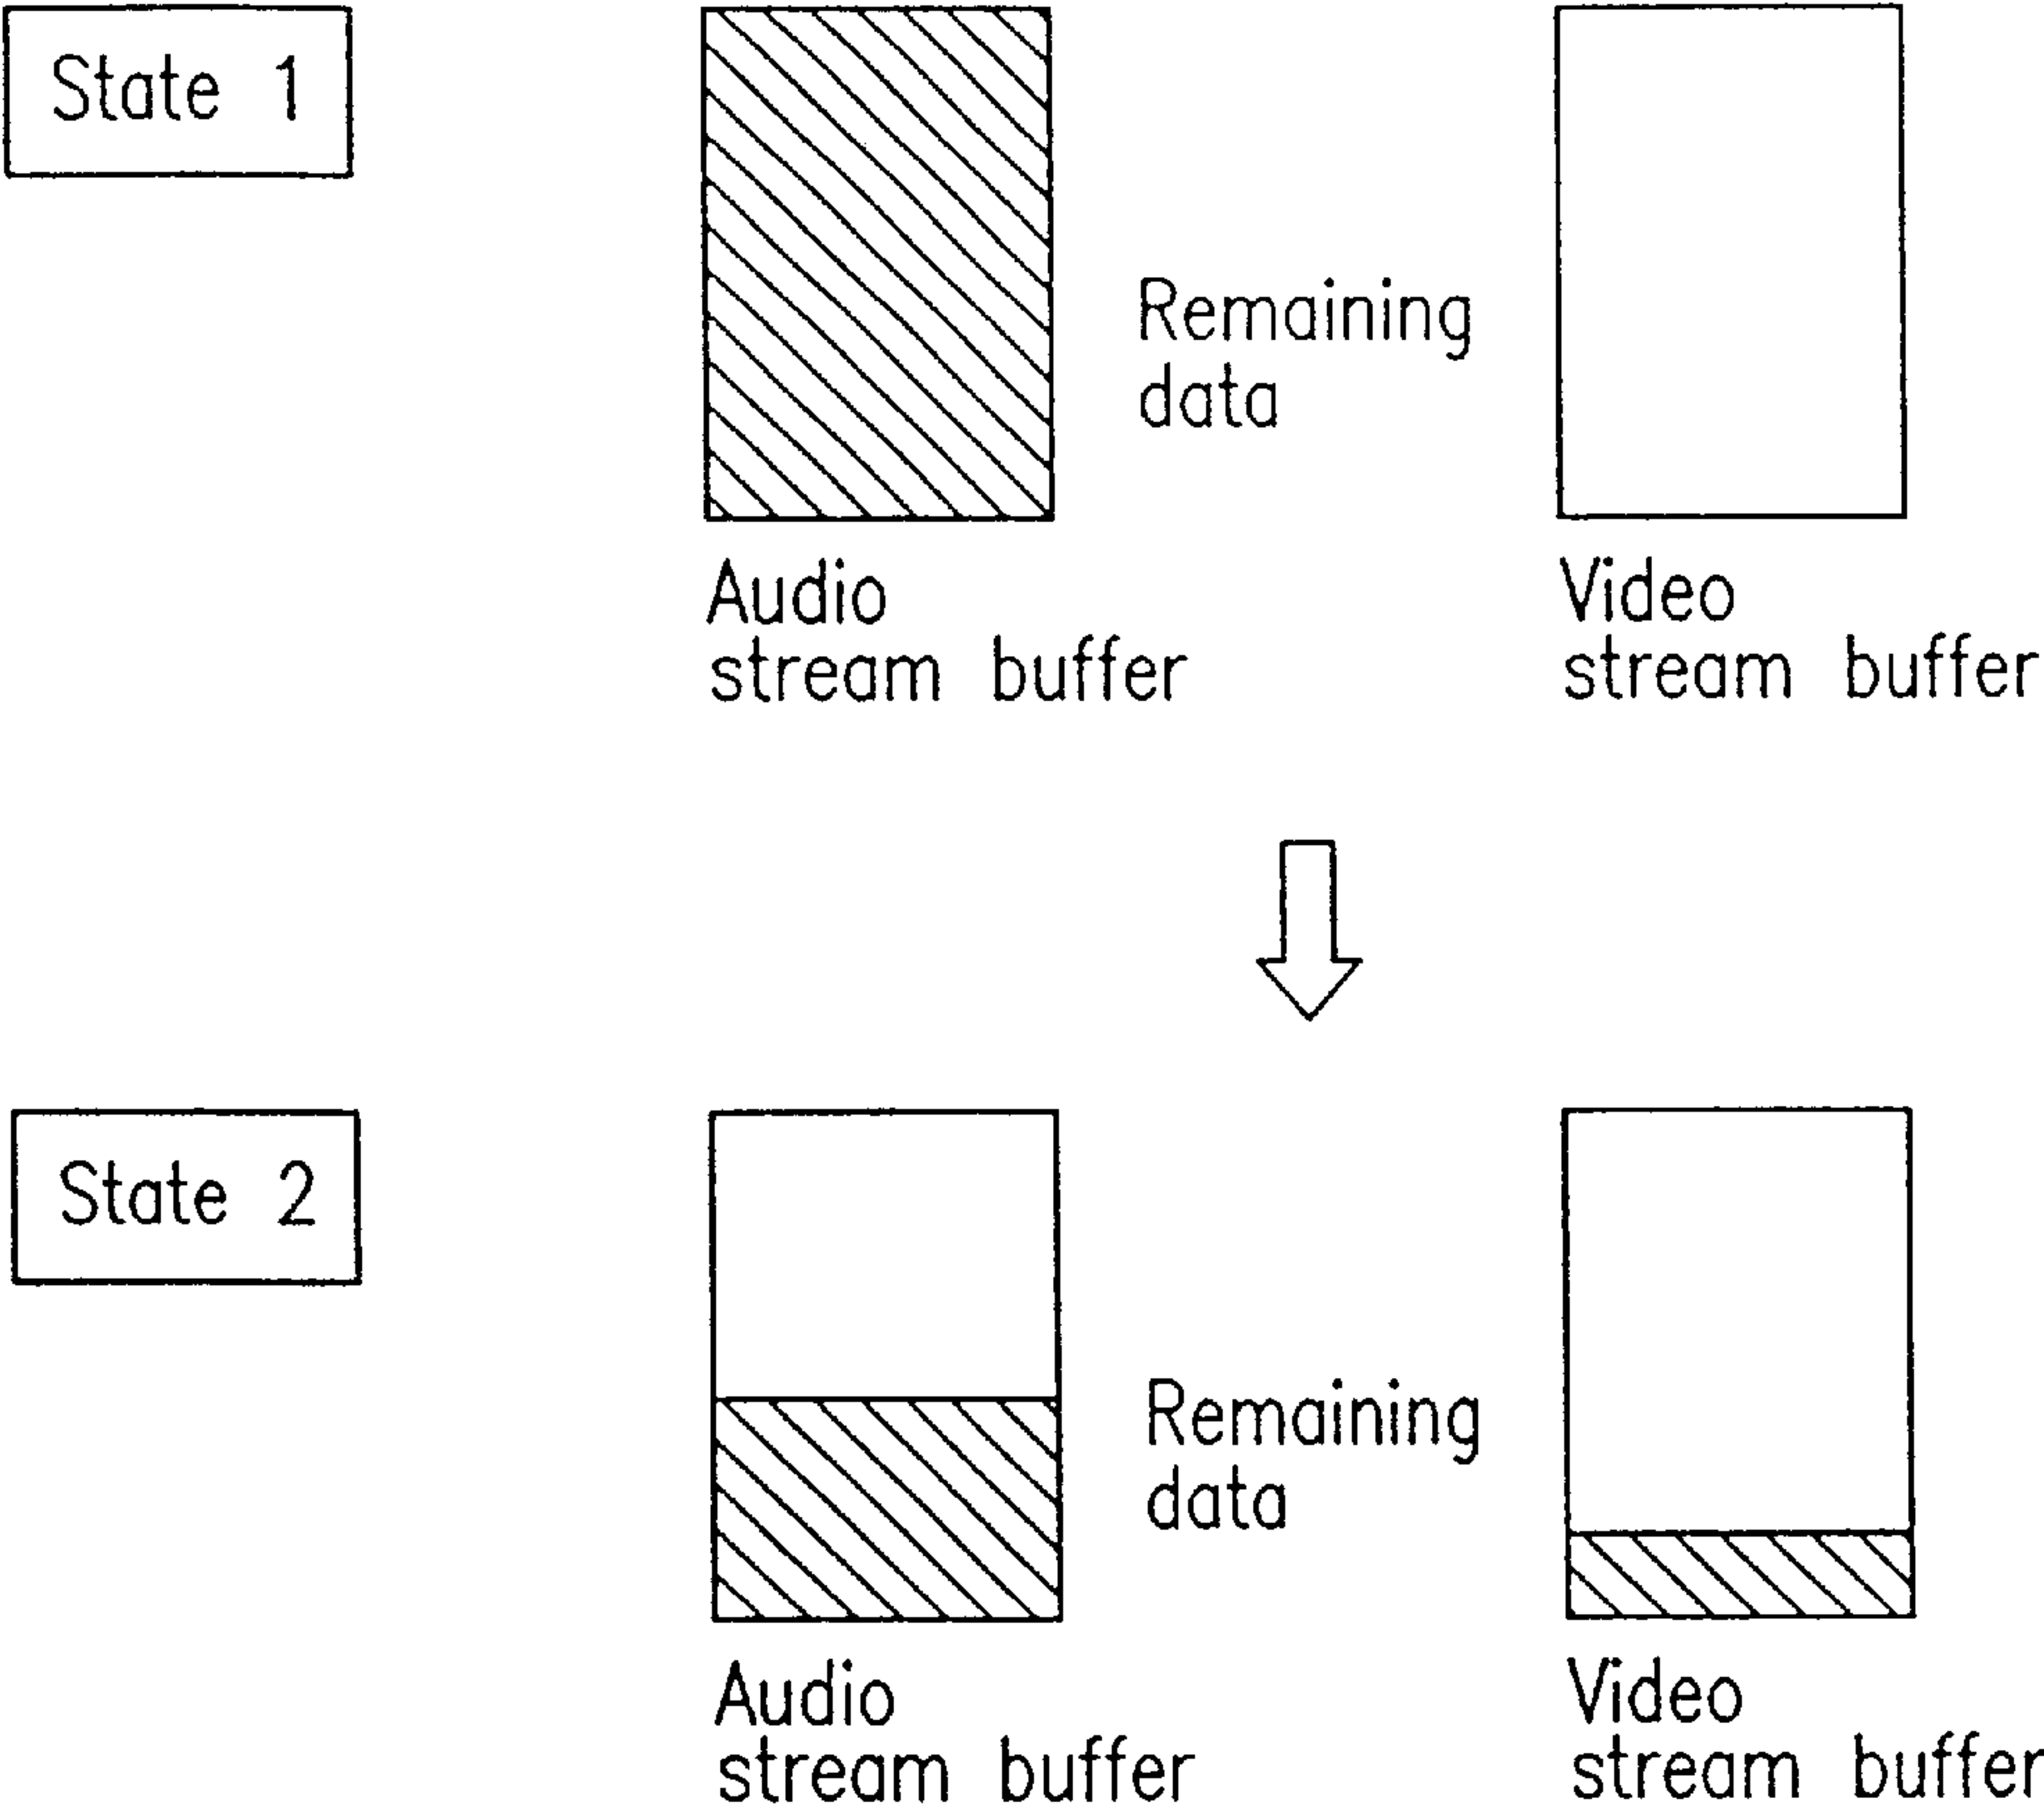 State 1
Remaining
data
Audio
stream buffer
Video
stream buffer
State 2
Remaining
data
Audio
stream buffer
Video
stream buffer